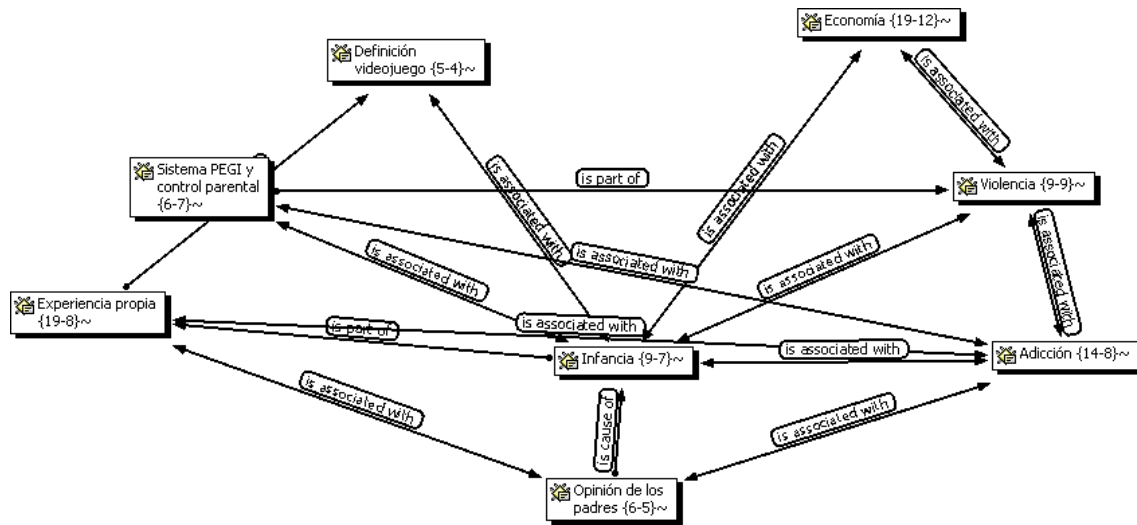 Economía {19-12}~
Definición
videojuego {5-4}~
is associated with
Sistema PEGI y
control parental
{6-7}~
is associated with
is associated with
is part of
Violencia {9-9}~
is associated with
is associated with
is associated with
is associated with
Experiencia propia
{19-8}~
is part of
is associated with
is associated with
Infancia {9-7}~
Adicción {14-8}~
is associated with
is cause of
is associated with
Opinión de los
padres {6-5}~